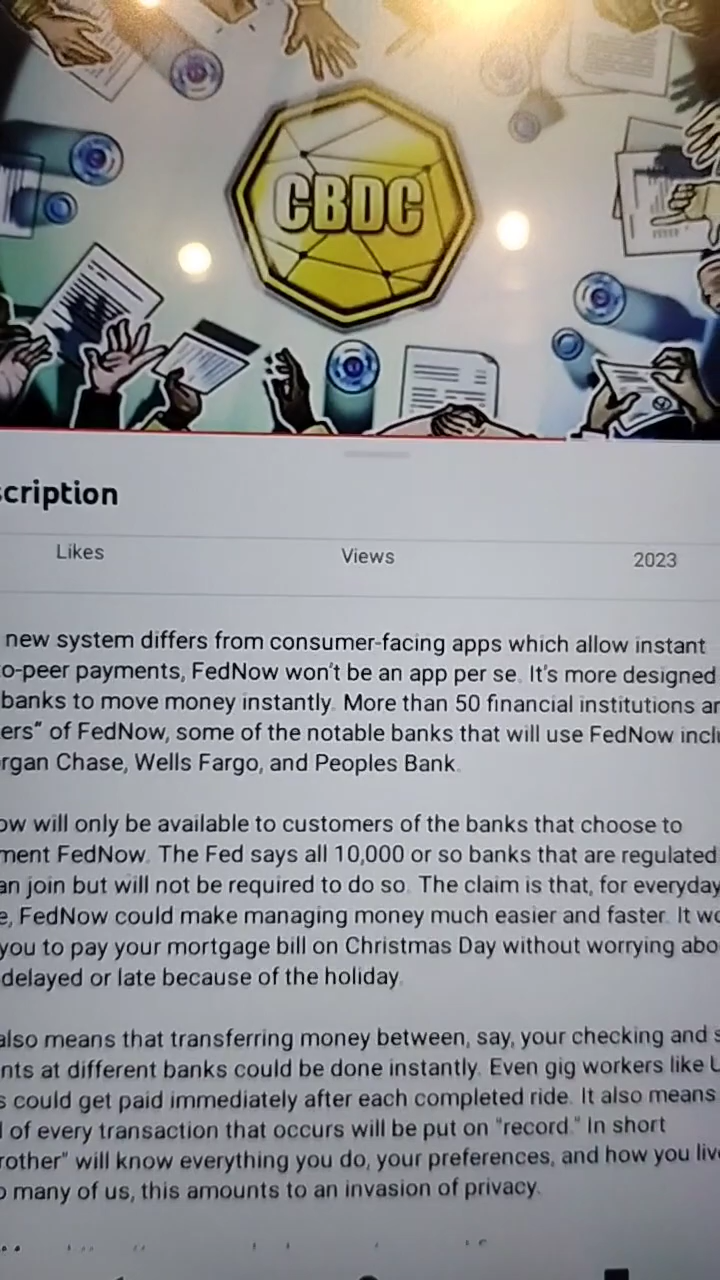 CBDC
scription
Likes Views 2023
new system differs from consumer-facing apps which allow instant
o-peer payments, FedNow won't be an app per se. It's more designed
banks to move money instantly. More than 50 financial institutions ar
ers" of FedNow, some of the notable banks that will use FedNow inclu
rgan Chase, Wells Fargo, and Peoples Bank.
ow will only be available to customers of the banks that choose to
ment FedNow. The Fed says all 10,000 or so banks that are regulated
an join but will not be required to do so. The claim is that, for everyday
e, FedNow could make managing money much easier and faster. It wo
you to pay your mortgage bill on Christmas Day without worrying abo
delayed or late because of the holiday.
also means that transferring money between, say, your checking and s
nts at different banks could be done instantly. Even gig workers like U
s could get paid immediately after each completed ride. It also means
l of every transaction that occurs will be put on "record." In short
rother" will know everything you do, your preferences, and how you live
o many of us, this amounts to an invasion of privacy.